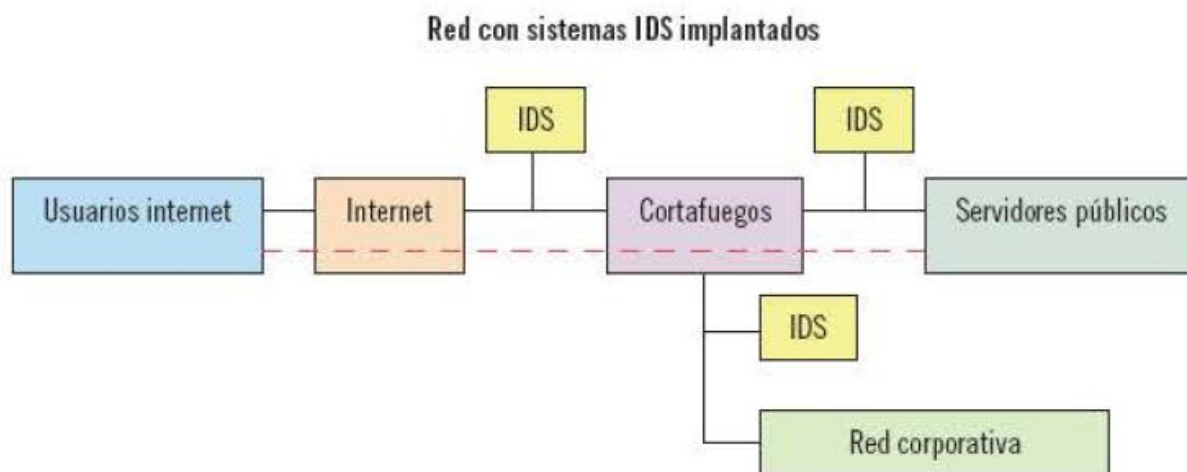 Red con sistemas IDS implantados
IDS
IDS
Usuarios internet
Internet
Cortafuegos
Servidores públicos
IDS
Red corporativa